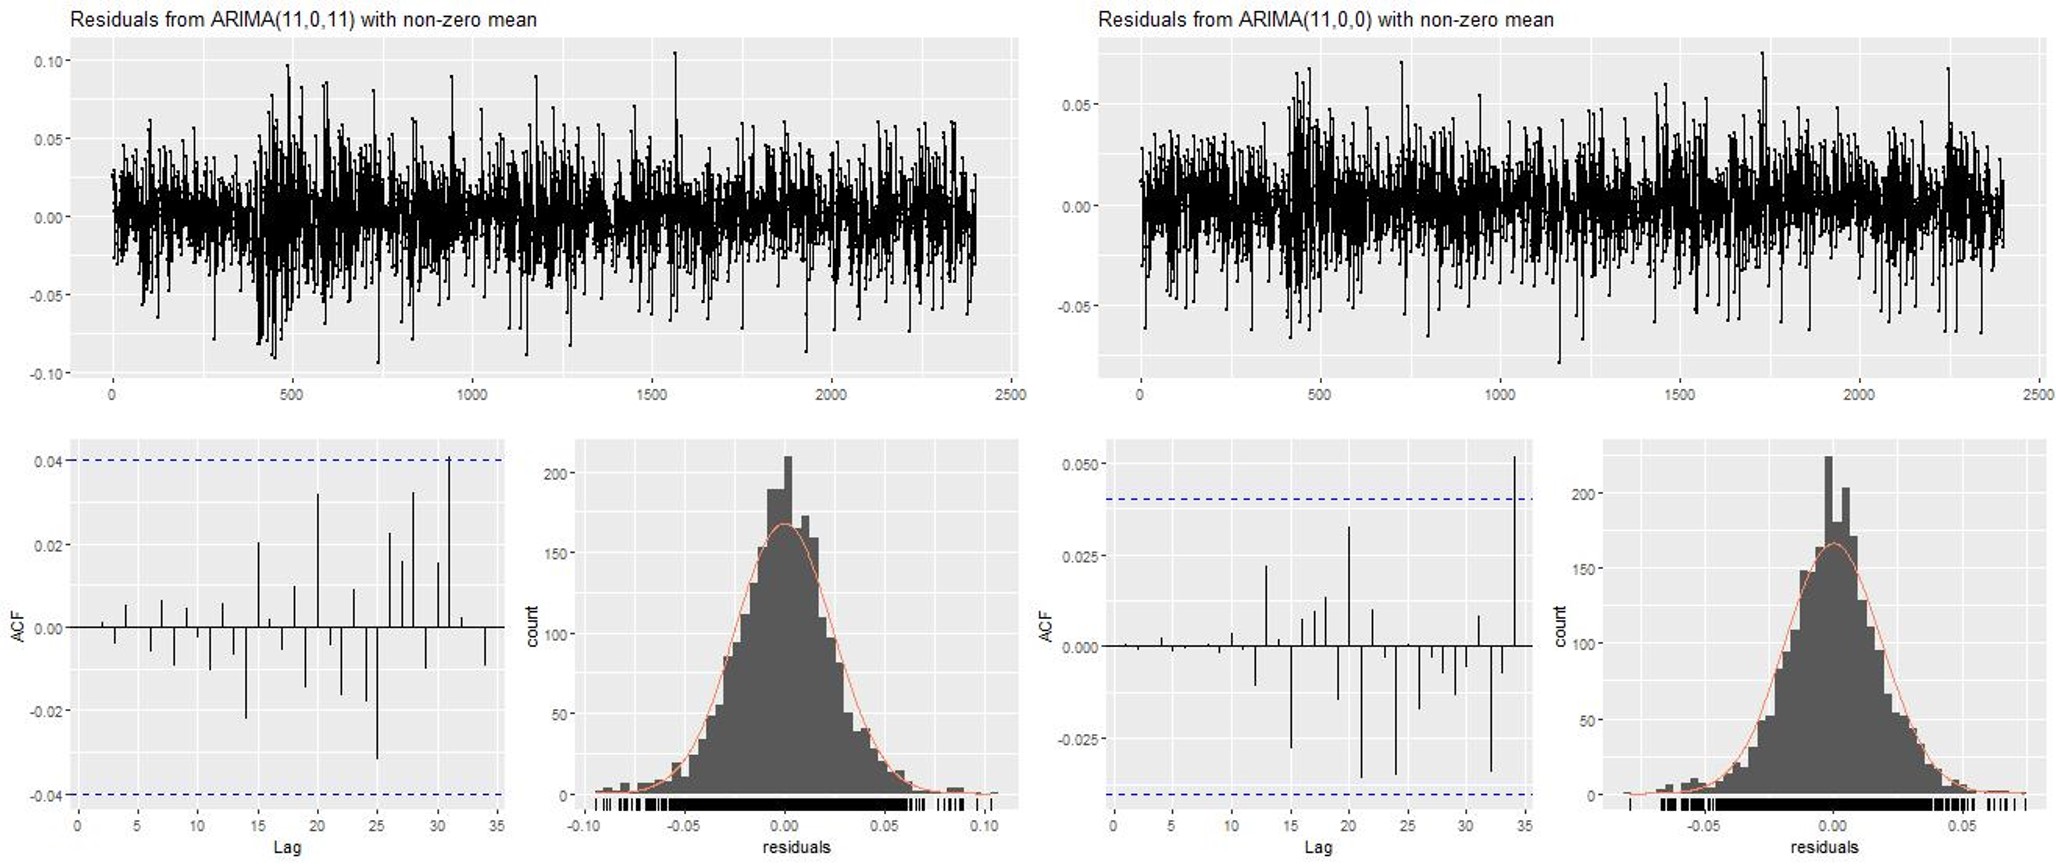 Residuals from ARIMA(11,0,11) with non-zero mean
0.10
0.05
0.00
-0.05
-0.10
0 500 1000 1500 2000 2500
Residuals from ARIMA(11,0,0) with non-zero mean
0.05
0.00
-0.05
0 500 1000 1500 2000 2500
0.04
0.02
0.00
-0.02
-0.04
ACF
0 5 10 15 20 25 30 35
Lag
200
150
100
50
0
count
-0.10 -0.05 0.00 0.05 0.10
residuals
0.050
0.025
0.000
-0.025
ACF
0 5 10 15 20 25 30 35
Lag
200
150
100
50
0
count
-0.05 0.00 0.05
residuals